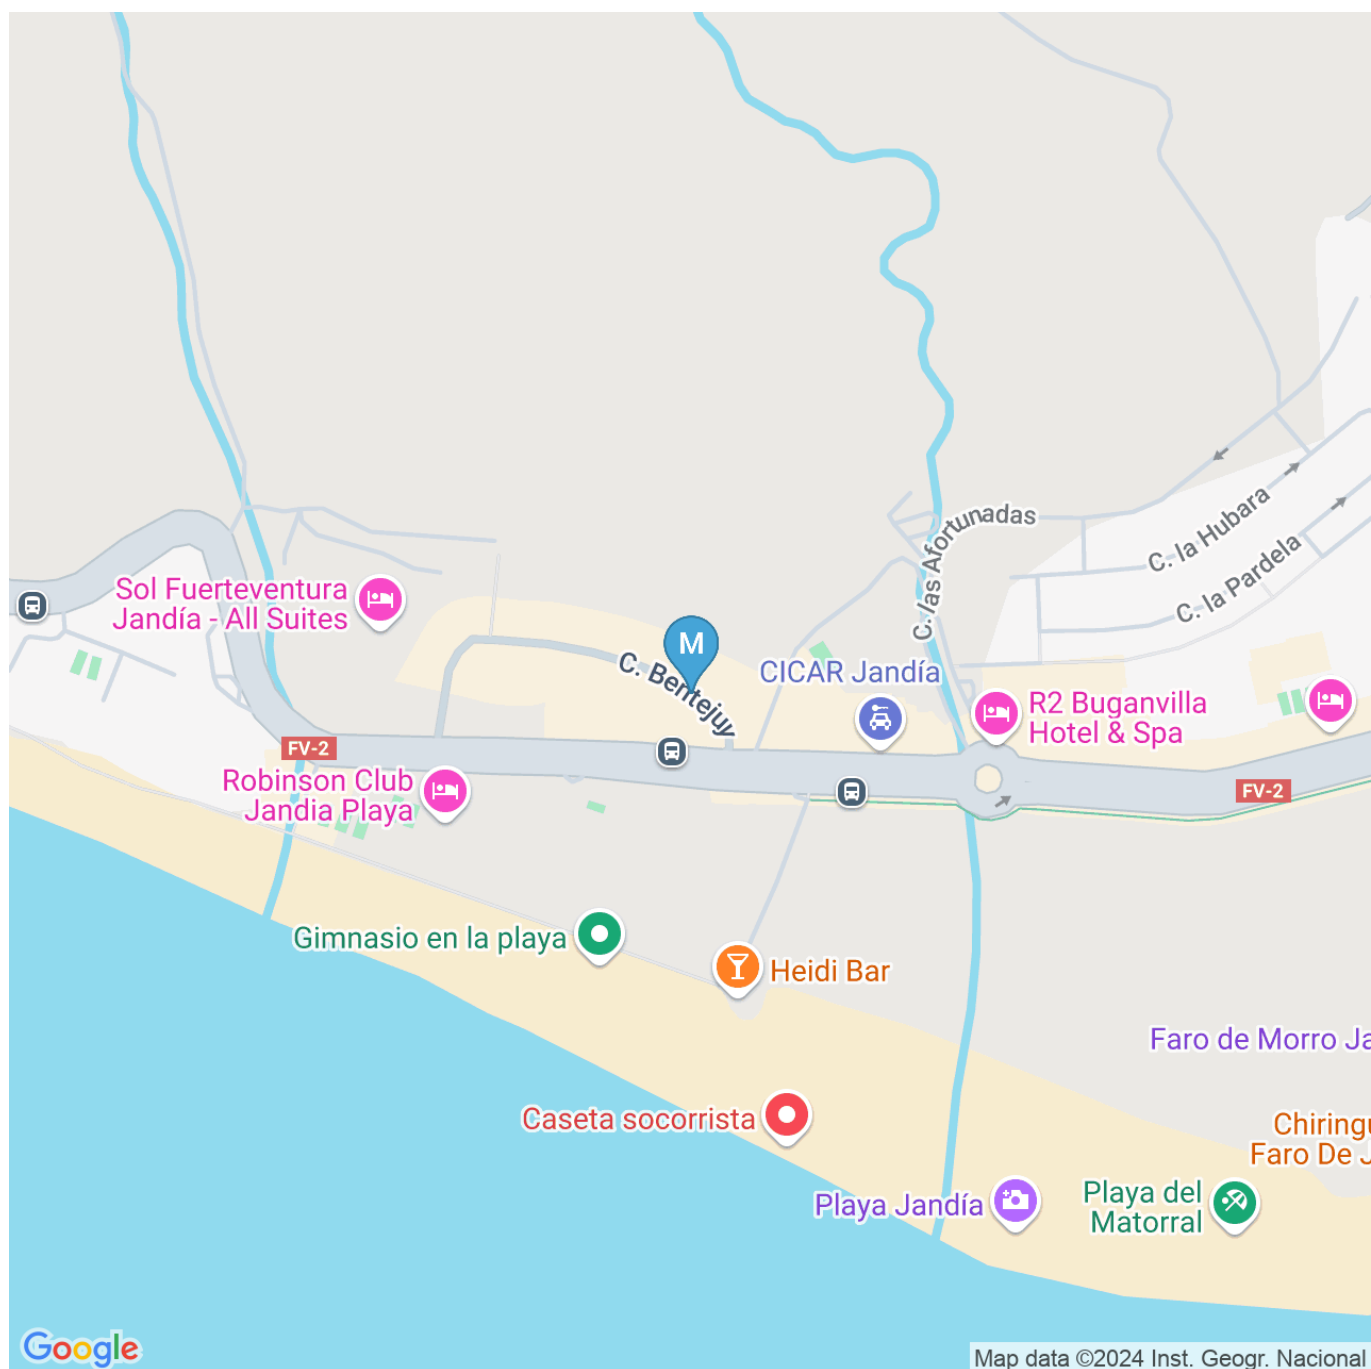 C. las Afortunadas
C. la Hubara
C. la Pardela
Sol Fuerteventura
Jandía - All Suites
M
C. Bentejuy
CICAR Jandía
R2 Buganvilla
Hotel & Spa
FV-2
Robinson Club
Jandia Playa
FV-2
Gimnasio en la playa
Heidi Bar
Faro de Morro Ja
Caseta socorrista
Chiringu
Faro De J
Playa Jandía
Playa del
Matorral
Google
Map data ©2024 Inst. Geogr. Nacional